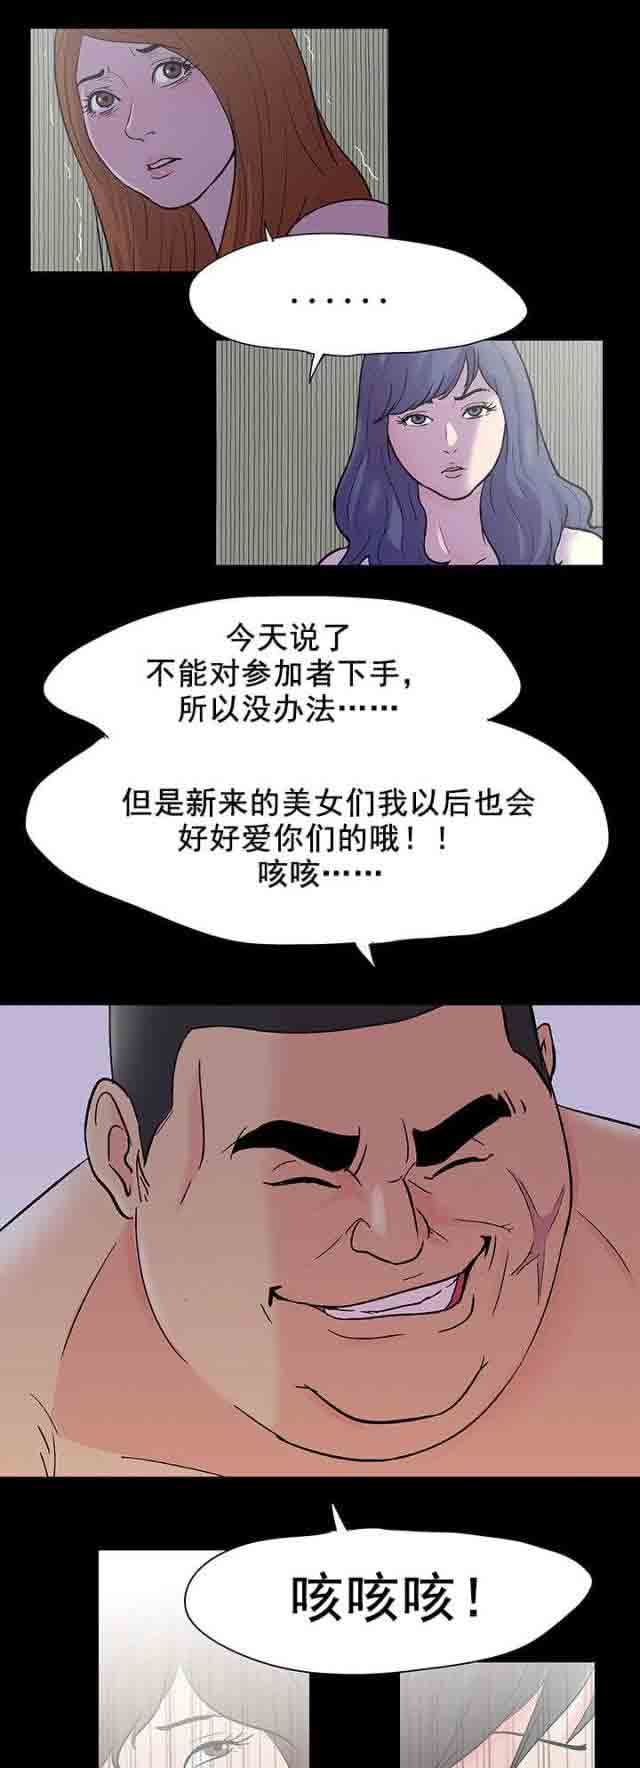 ······
今天说了
不能对参加者下手，
所以没办法……
但是新来的美女们我以后也会
好好爱你们的哦！！
咳咳……
咳咳咳！